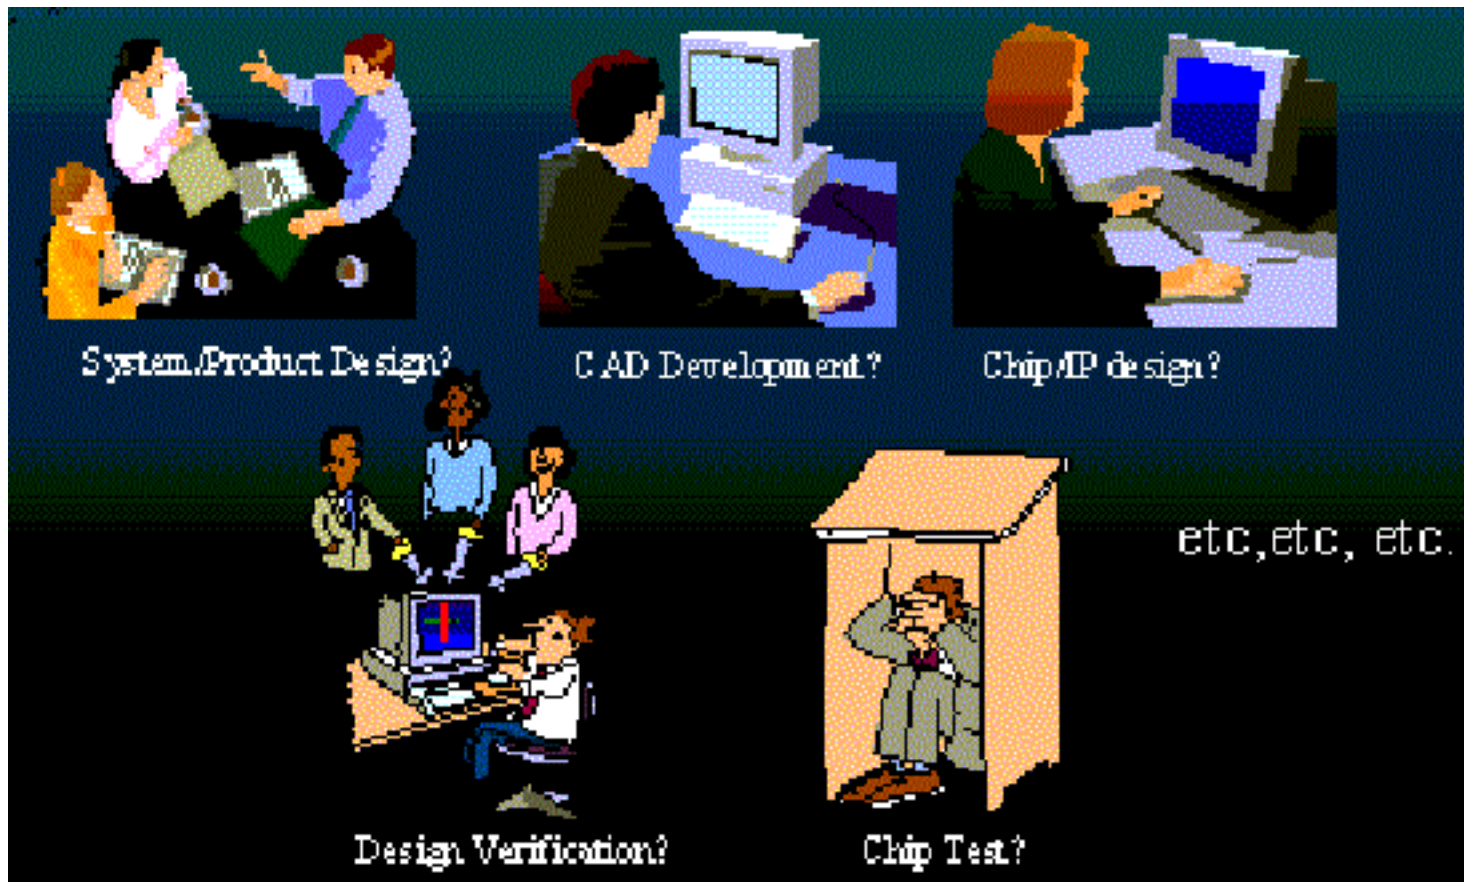 System/Product Design?
CAD Development?
Chip/IP design?
etc,etc, etc.
Design Verification?
Chip Test?